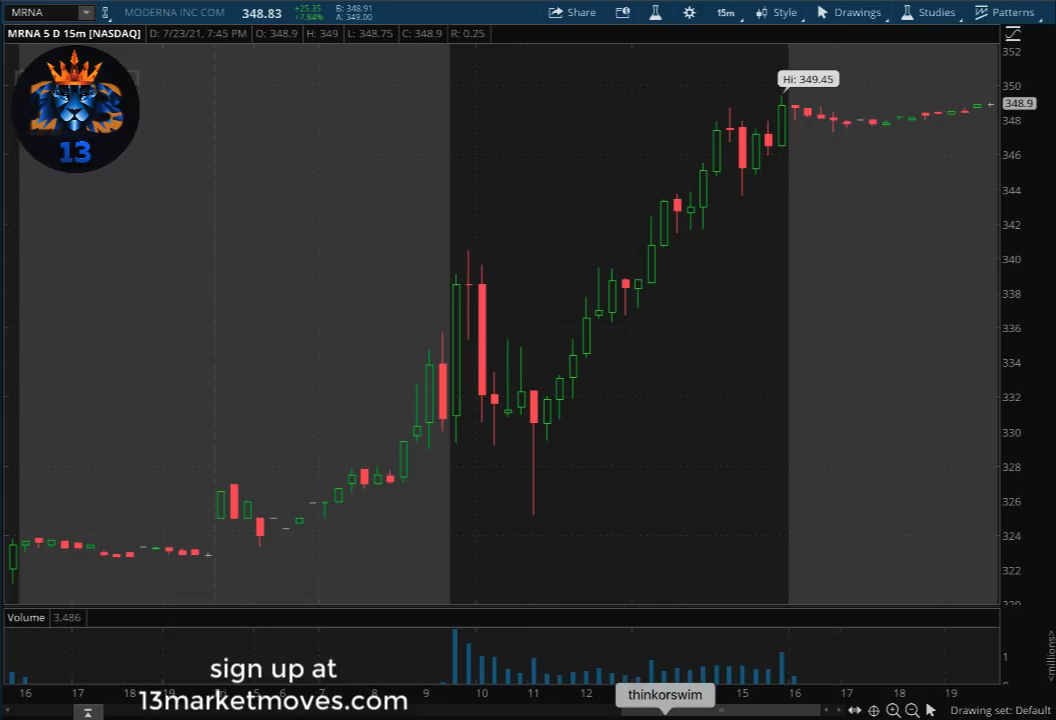 MRNA MODERNA INC COM 348.83 +25.35 +7.84% B: 348.91 A: 349.00 Share 15m Style Drawings Studies Patterns
MRNA 5 D 15m [NASDAQ] D: 7/23/21, 7:45 PM O: 348.9 H: 349 L: 348.75 C: 348.9 R: 0.25
352
Hi: 349.45
350
348.9
348
346
344
342
340
338
336
334
332
330
328
326
324
322
320
13
13
Volume 3,486
1
0
<millions>
16 17 18 19 5 6 7 8 9 10 11 12 15 16 17 18 19
sign up at
13marketmoves.com
thinkorswim
Drawing set: Default